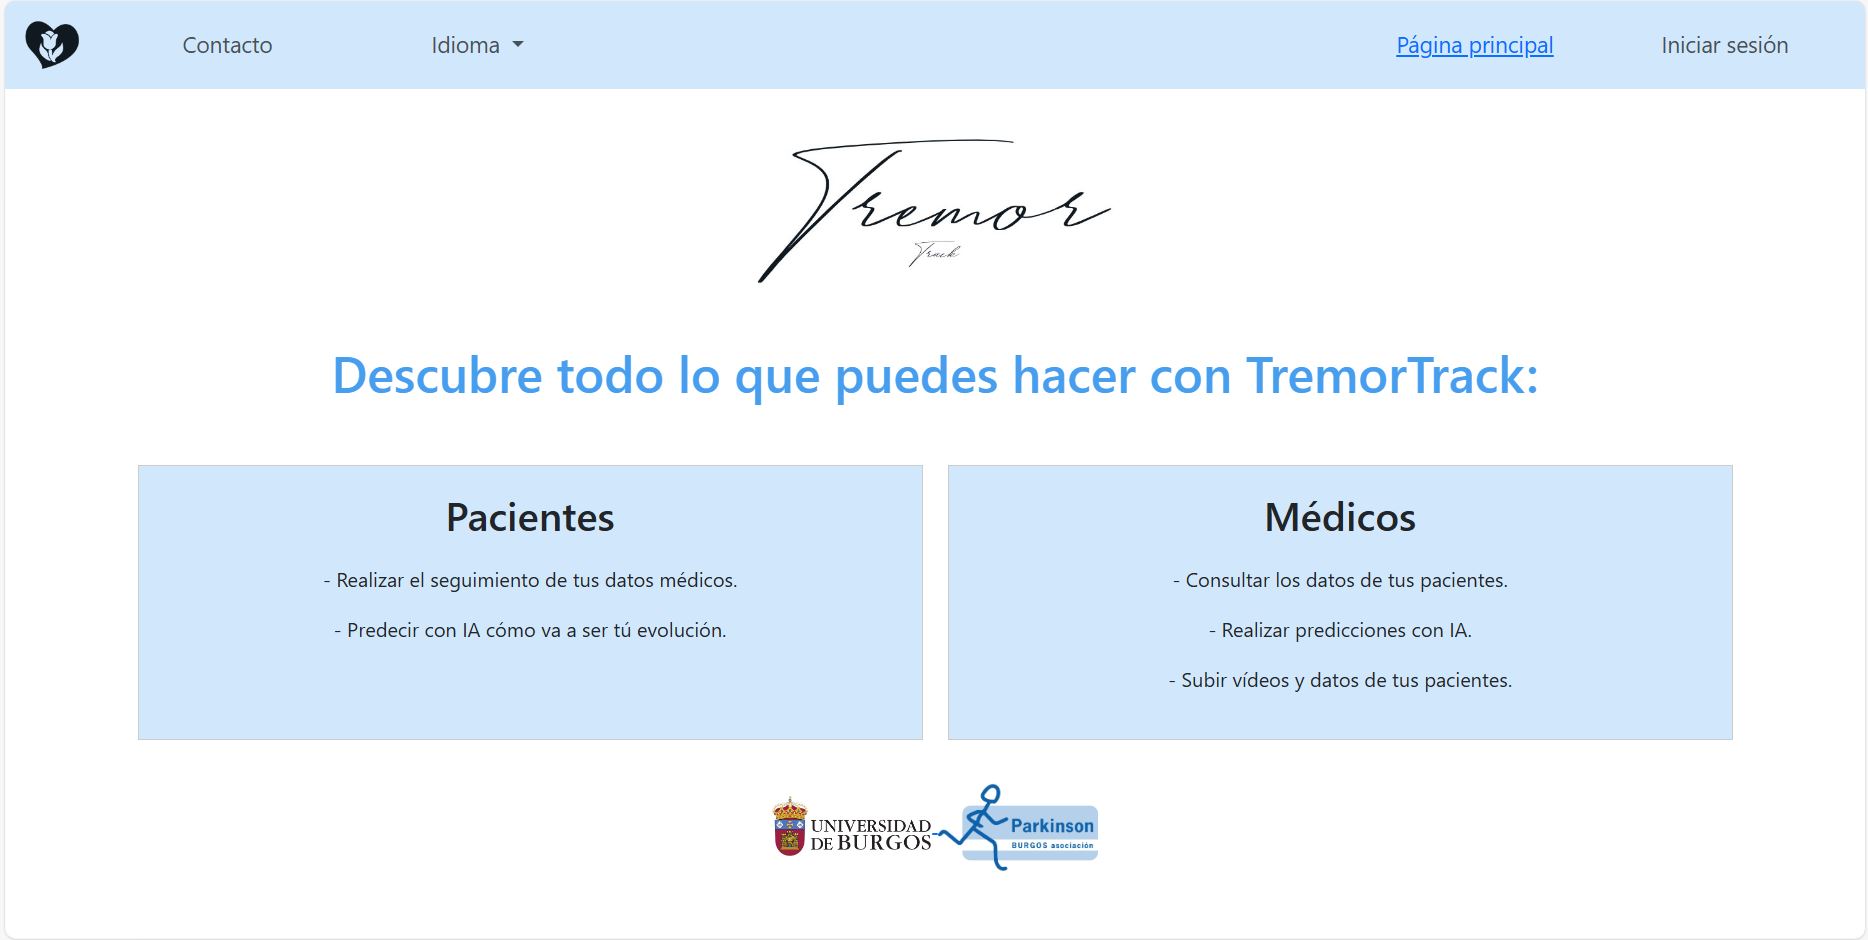 Contacto
Idioma
Página principal
Iniciar sesión
Tremor
Track
Descubre todo lo que puedes hacer con TremorTrack:
Pacientes
- Realizar el seguimiento de tus datos médicos.
- Predecir con IA cómo va a ser tú evolución.
Médicos
- Consultar los datos de tus pacientes.
- Realizar predicciones con IA.
- Subir vídeos y datos de tus pacientes.
UNIVERSIDAD
DE BURGOS
Parkinson
BURGOS asociación